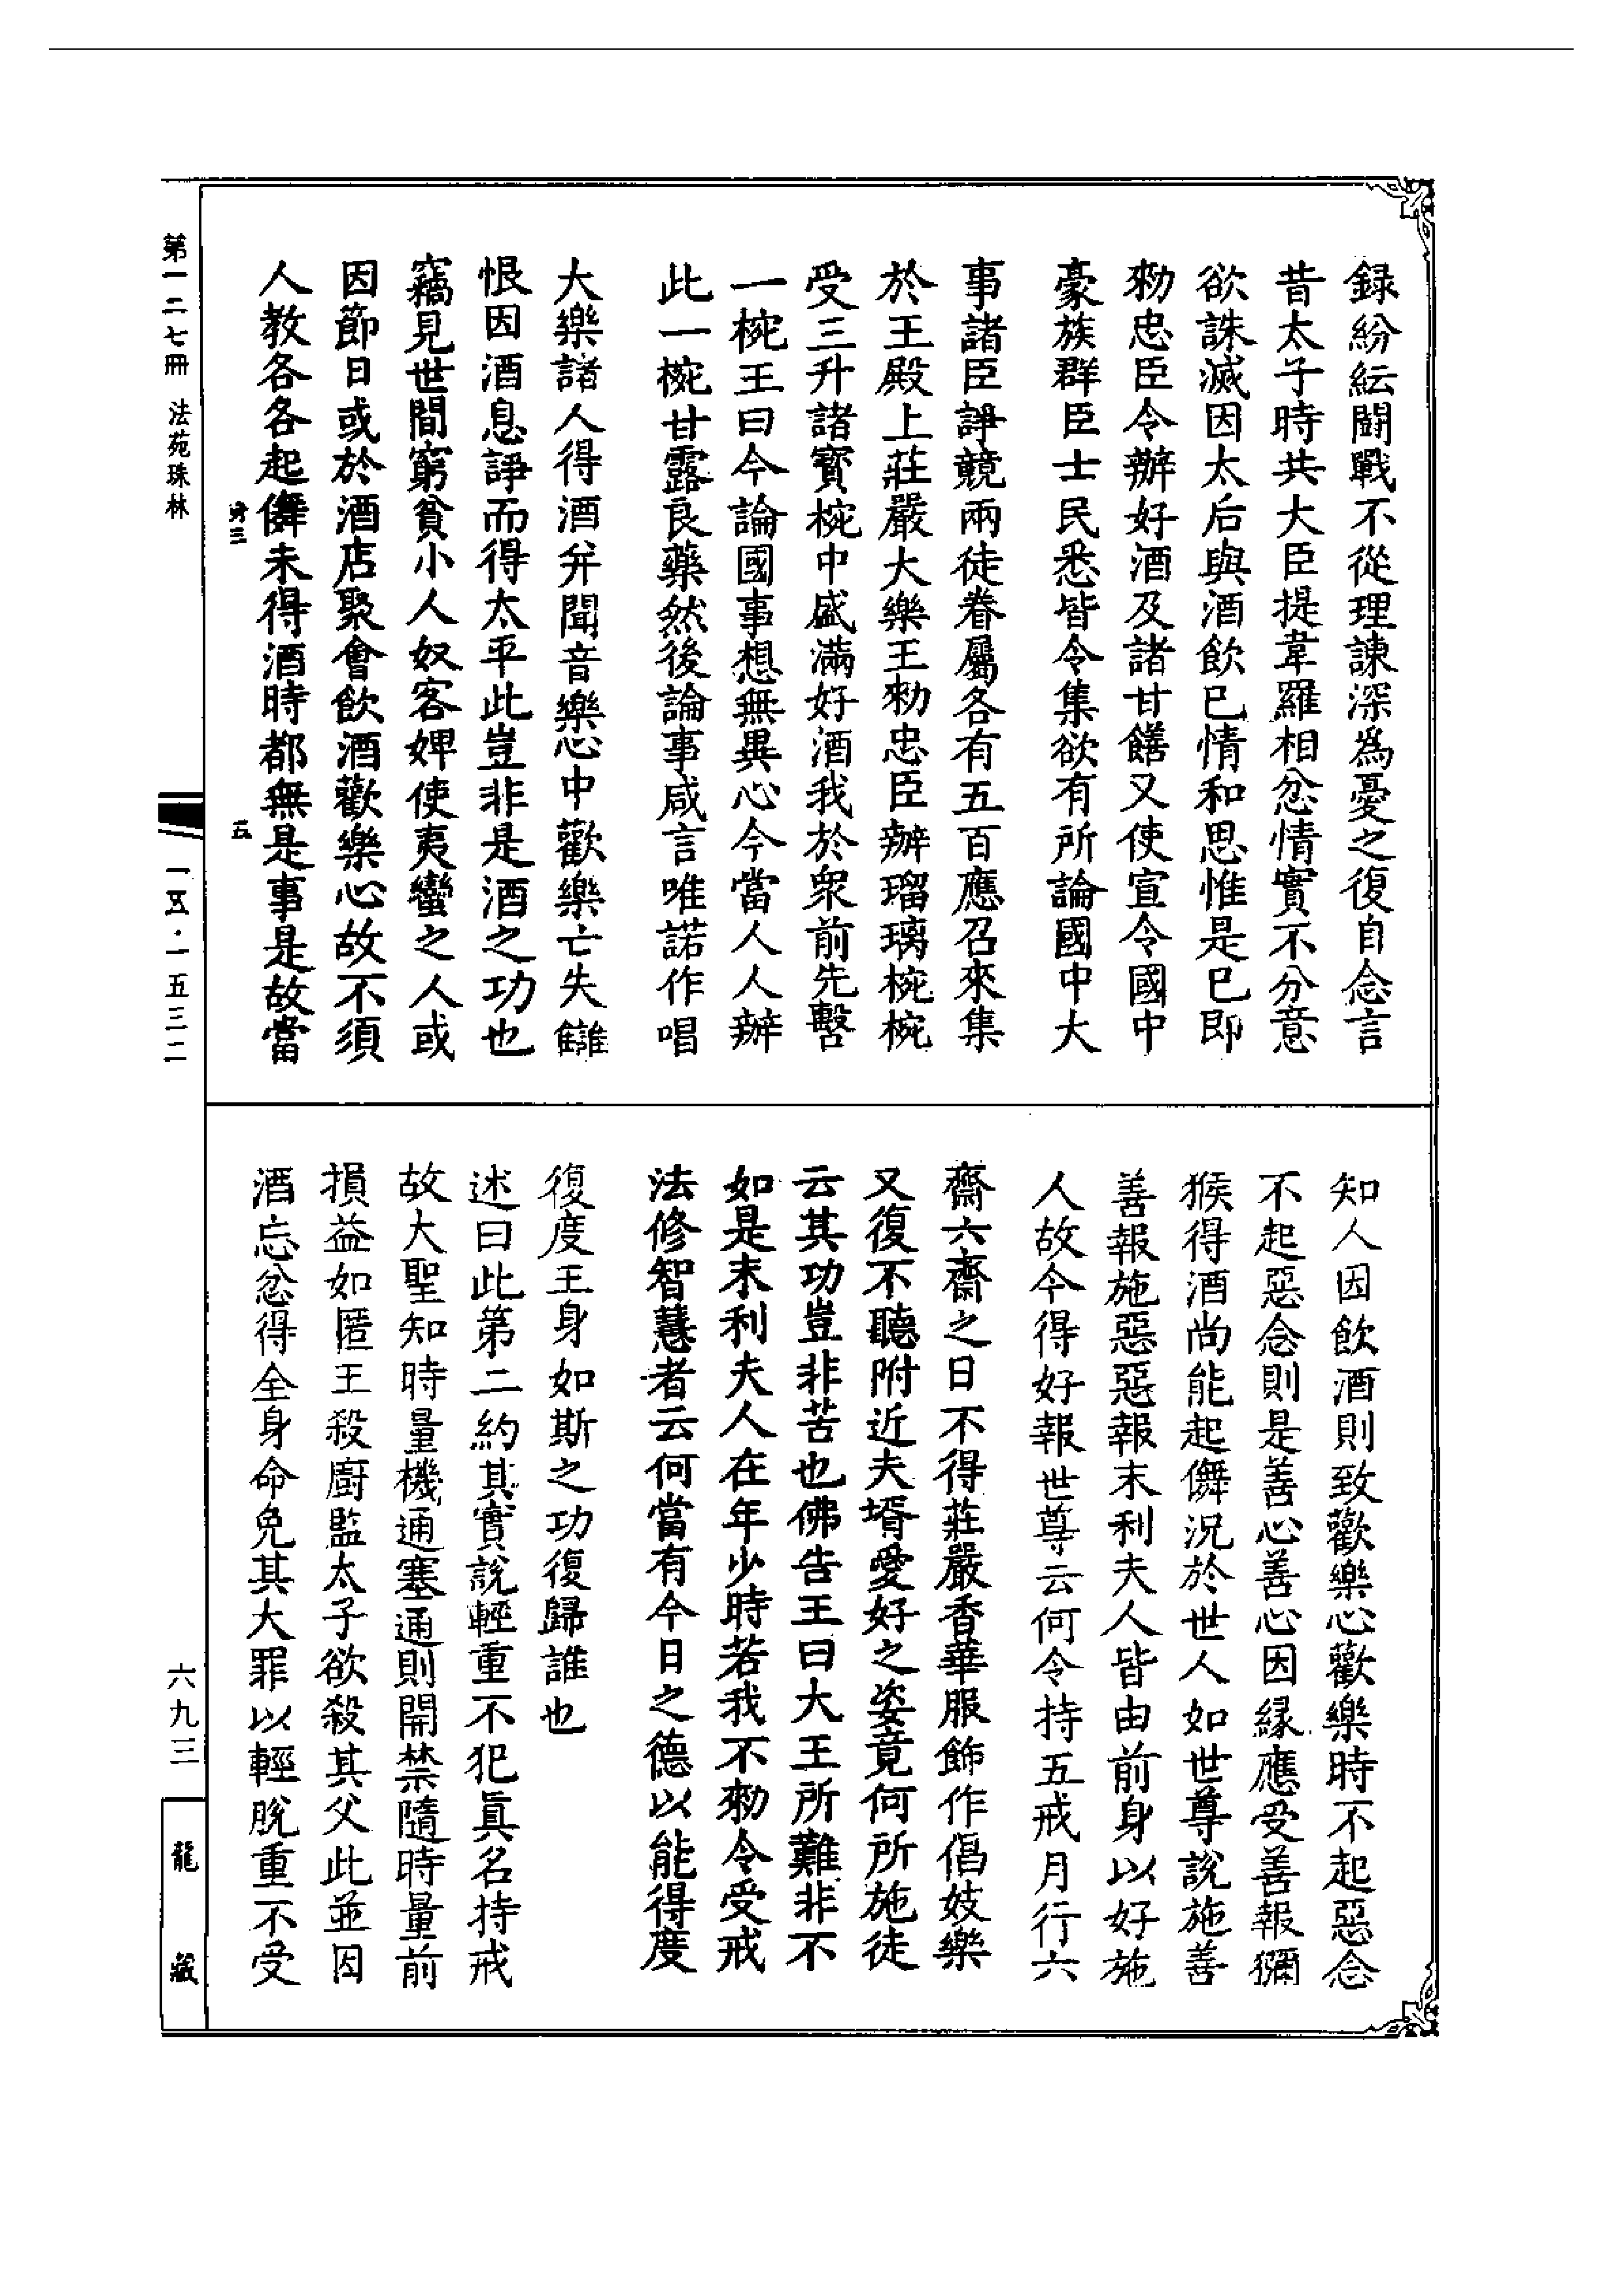 録紛紜鬪戰不從理諫深為憂之復自念言
昔太子時共大臣提韋羅相忿情實不分意
欲誅滅因太后與酒飲已情和思惟是已即
勑忠臣令辦好酒及諸甘饍又使宣令國中
豪族群臣士民悉皆令集欲有所論國中大
事諸臣諍競兩徒眷屬各有五百應召來集
於王殿上莊嚴大樂王勑忠臣辦瑠璃椀椀
受三升諸寳椀中盛滿好酒我於衆前先
一椀王曰今論國事想無異心今當人人辦
此一椀甘露良藥然後論事咸言唯諾作唱
大樂諸人得酒并聞音樂心中歡樂亡失讎
恨因酒息諍而得太平此豈非是酒之功也
竊見世間窮貧小人奴客婢使夷蠻之人或
因節日或於酒店聚會飲酒歡樂心故不須
人教各各起儛未得酒時都無是事是故當
知人因飲酒則致歡樂心歡樂時不起惡念
不起惡念則是善心善心因緣應受善報獼
猴得酒尚能起儛況於世人如世尊說施善
善報施惡惡報末利夫人皆由前身以好施
人故今得好報世尊云何令持五戒月行六
齋六齋之日不得莊嚴香華服飾作倡妓樂
又復不聽附近夫壻愛好之姿竟何所施徒
云其功豈非苦也佛告王曰大王所難非不
如是末利夫人在年少時若我不勑令受戒
法修智慧者云何當有今日之德以能得度
復度王身如斯之功復歸誰也
述曰此第二約其實說輕重不犯眞名持戒
故大聖知時量機通塞通則開禁隨時量前
損益如匿王殺廚監太子欲殺其父此並因
酒忘忿得全身命免其大罪以輕脫重不受
第一二七冊 法苑珠林
五
一五·一五三二
六九三
龍藏